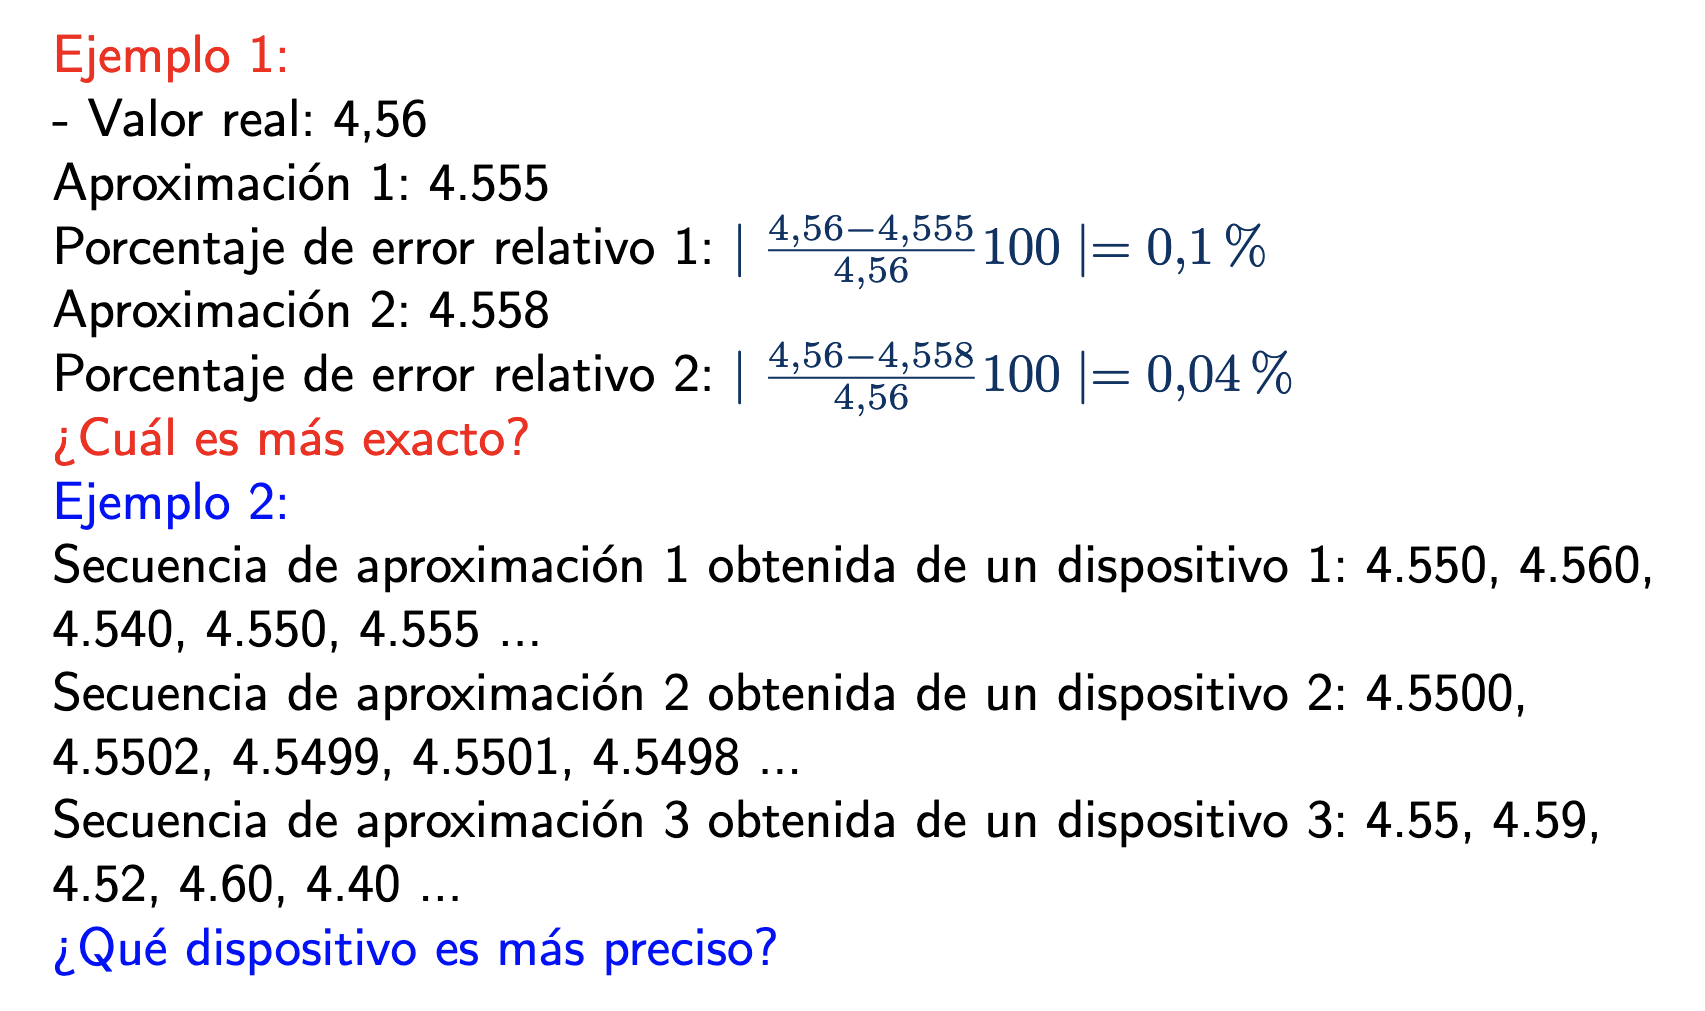 Ejemplo 1:
- Valor real: 4,56
Aproximación 1: 4.555
Porcentaje de error relativo 1: | \frac{4,56−4,555}{4,56}100 |= 0,1 %
Aproximación 2: 4.558
Porcentaje de error relativo 2: | \frac{4,56−4,558}{4,56}100 |= 0,04 %
¿Cuál es más exacto?
Ejemplo 2:
Secuencia de aproximación 1 obtenida de un dispositivo 1: 4.550, 4.560,
4.540, 4.550, 4.555 ...
Secuencia de aproximación 2 obtenida de un dispositivo 2: 4.5500,
4.5502, 4.5499, 4.5501, 4.5498 ...
Secuencia de aproximación 3 obtenida de un dispositivo 3: 4.55, 4.59,
4.52, 4.60, 4.40 ...
¿Qué dispositivo es más preciso?